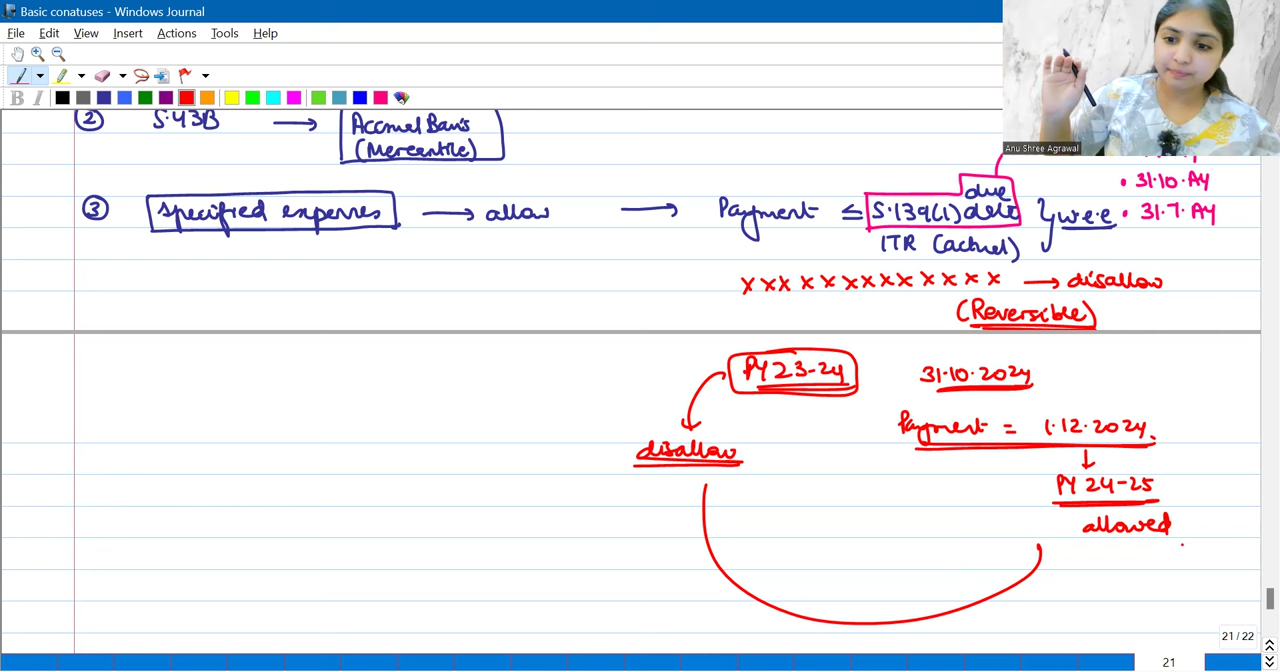 Basic conatuses - Windows Journal
File Edit View Insert Actions Tools Help
B I
Anu Shree Agrawal
② S.43B → Accrual Basis
(Mercantile)
③ specified expenses → allow → Payment ≤ S.139(1) due date } w.e.e
ITR (actual)
• 31.10.AY
• 31.7.AY
x x x x x x x x x x x x x → disallow
(Reversible)
PY 23-24 31.10.2024
Payment = 1.12.2024
disallow
PY 24-25
allowed
21 / 22
21